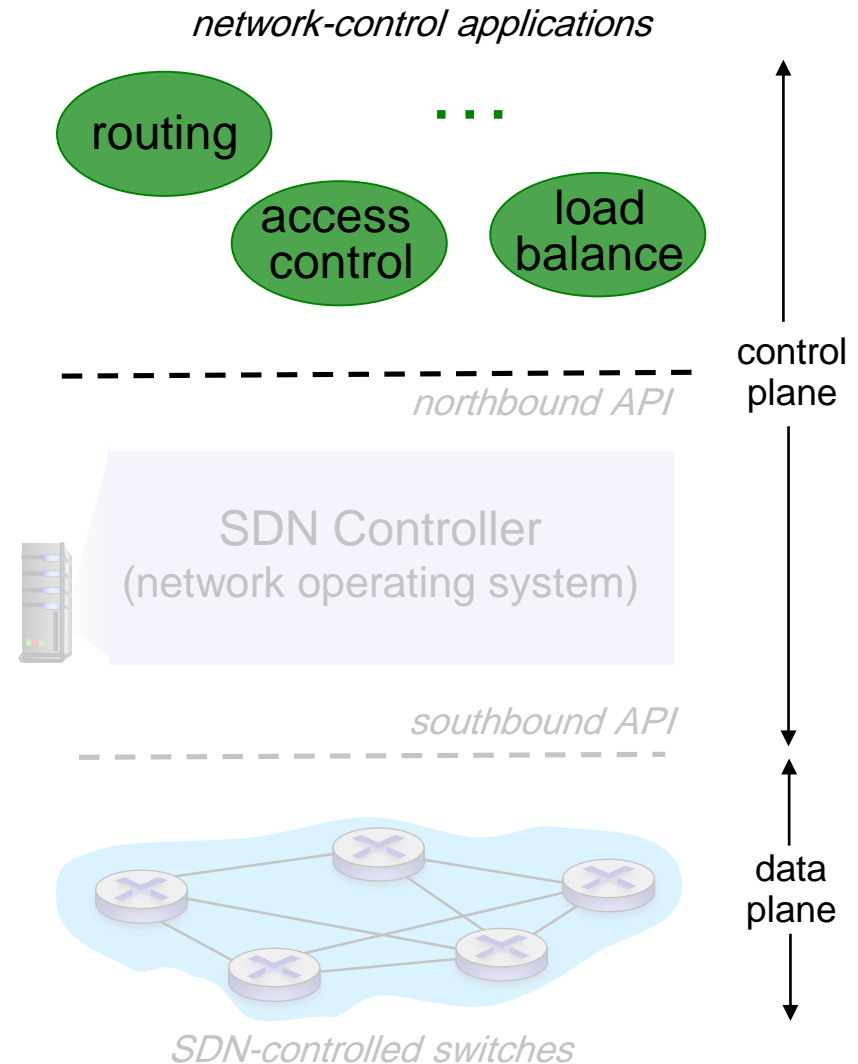 network-control applications
routing
...
access
control
load
balance
control
plane
northbound API
SDN Controller
(network operating system)
southbound API
data
plane
SDN-controlled switches